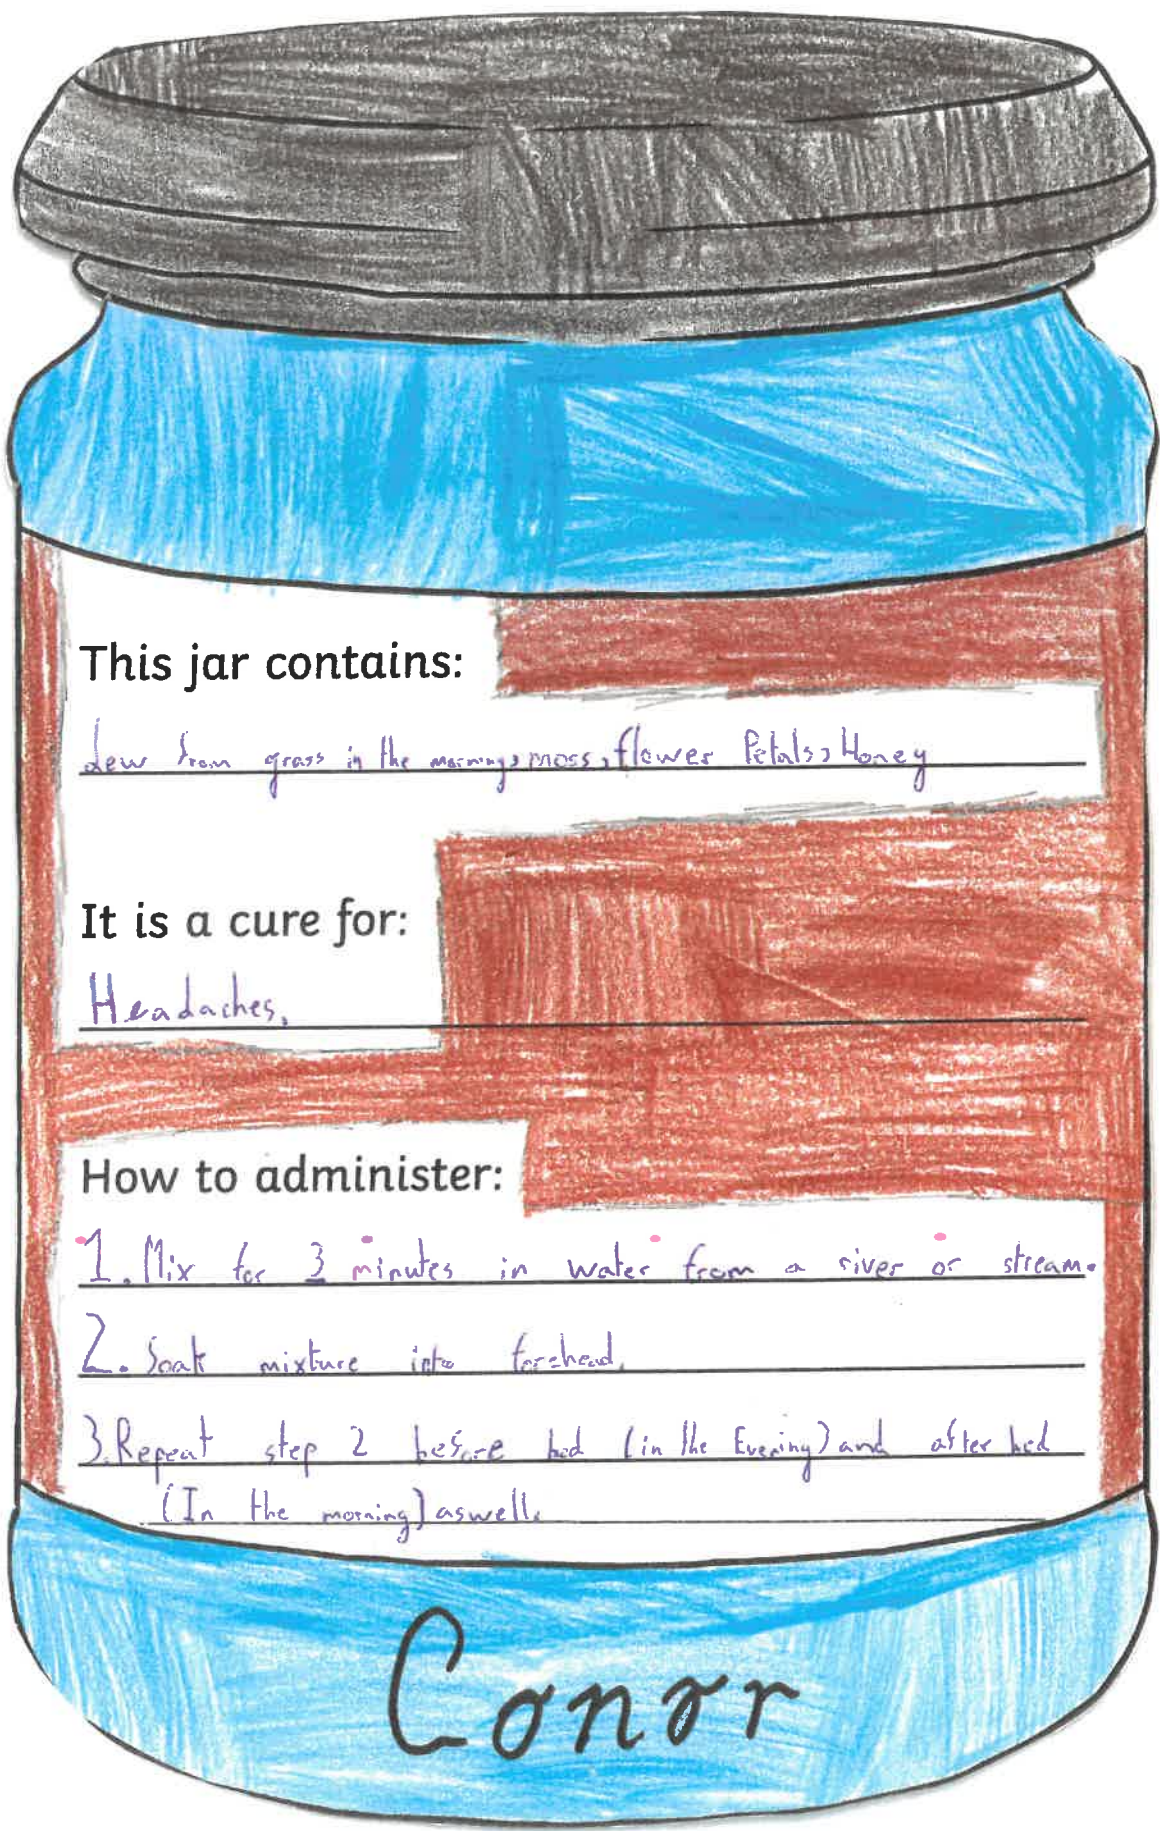 This jar contains:
dew from grass in the morning, moss, flower Petals, Honey
It is a cure for:
Headaches,
How to administer:
1. Mix for 3 minutes in water from a river or stream.
2. Soak mixture into forehead.
3. Repeat step 2 before bed (in the Evening) and after bed
(In the morning) aswell.
Conor